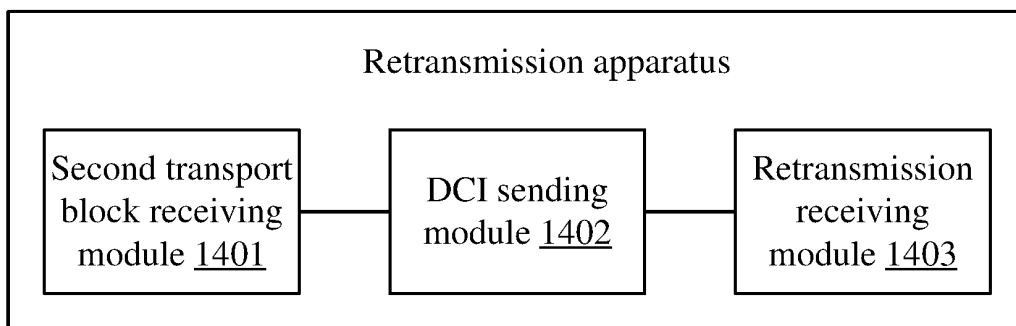 Retransmission apparatus
Second transport
block receiving
module 1401
DCI sending
module 1402
Retransmission
receiving
module 1403